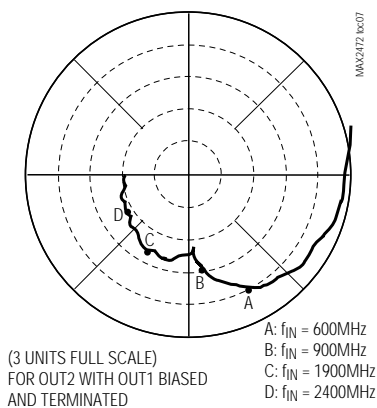 MAX2472 toc07
D
C
B
A
A: fIN = 600MHz
B: fIN = 900MHz
C: fIN = 1900MHz
D: fIN = 2400MHz
(3 UNITS FULL SCALE)
FOR OUT2 WITH OUT1 BIASED
AND TERMINATED